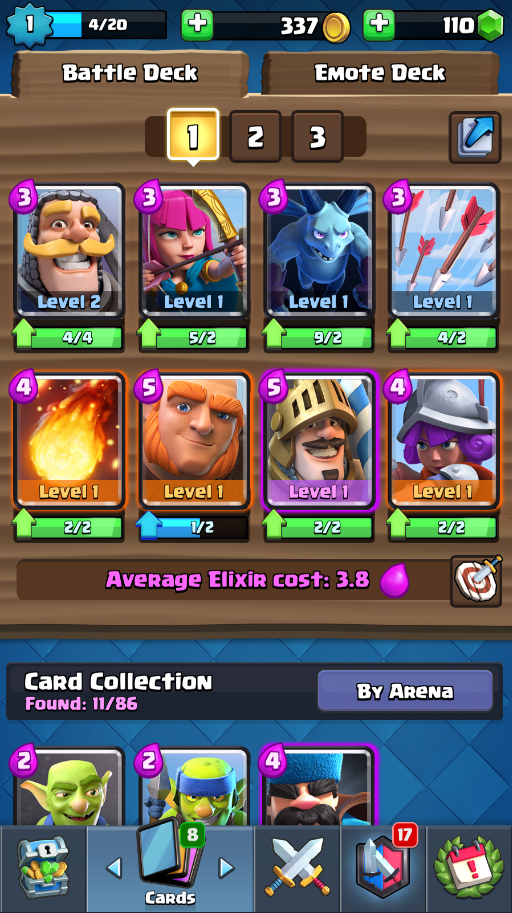 1 4/20 337 110
Battle Deck Emote Deck
1 2 3
3 3 3 3
Level 2 Level 1 Level 1 Level 1
4/4 5/2 9/2 4/2
4 5 5 4
Level 1 Level 1 Level 1 Level 1
2/2 1/2 2/2 2/2
Average Elixir cost: 3.8
Card Collection
Found: 11/86
By Arena
2 2 4
8 17
Cards